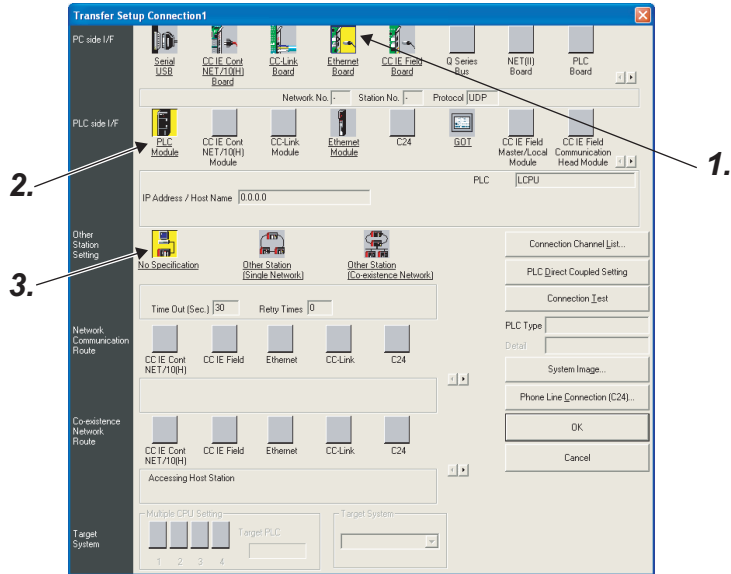 Transfer Setup Connection1
PC side I/F
Serial
USB
CC IE Cont
NET/10(H)
Board
CC-Link
Board
Ethernet
Board
CC IE Field
Board
Q Series
Bus
NET(II)
Board
PLC
Board
Network No. - Station No. - Protocol UDP
1.
PLC side I/F
PLC
Module
CC IE Cont
NET/10(H)
Module
CC-Link
Module
Ethernet
Module
C24
GOT
CC IE Field
Master/Local
Module
CC IE Field
Communication
Head Module
2.
PLC LCPU
IP Address / Host Name 0.0.0.0
Other
Station
Setting
No Specification
Other Station
(Single Network)
Other Station
(Co-existence Network)
3.
Time Out (Sec.) 30 Retry Times 0
Connection Channel List...
PLC Direct Coupled Setting
Connection Test
PLC Type
Detail
System Image...
Phone Line Connection (C24)...
OK
Cancel
Network
Communication
Route
CC IE Cont
NET/10(H)
CC IE Field
Ethernet
CC-Link
C24
Co-existence
Network
Route
CC IE Cont
NET/10(H)
CC IE Field
Ethernet
CC-Link
C24
Accessing Host Station
Target
System
Multiple CPU Setting
Target PLC
1 2 3 4
Target System